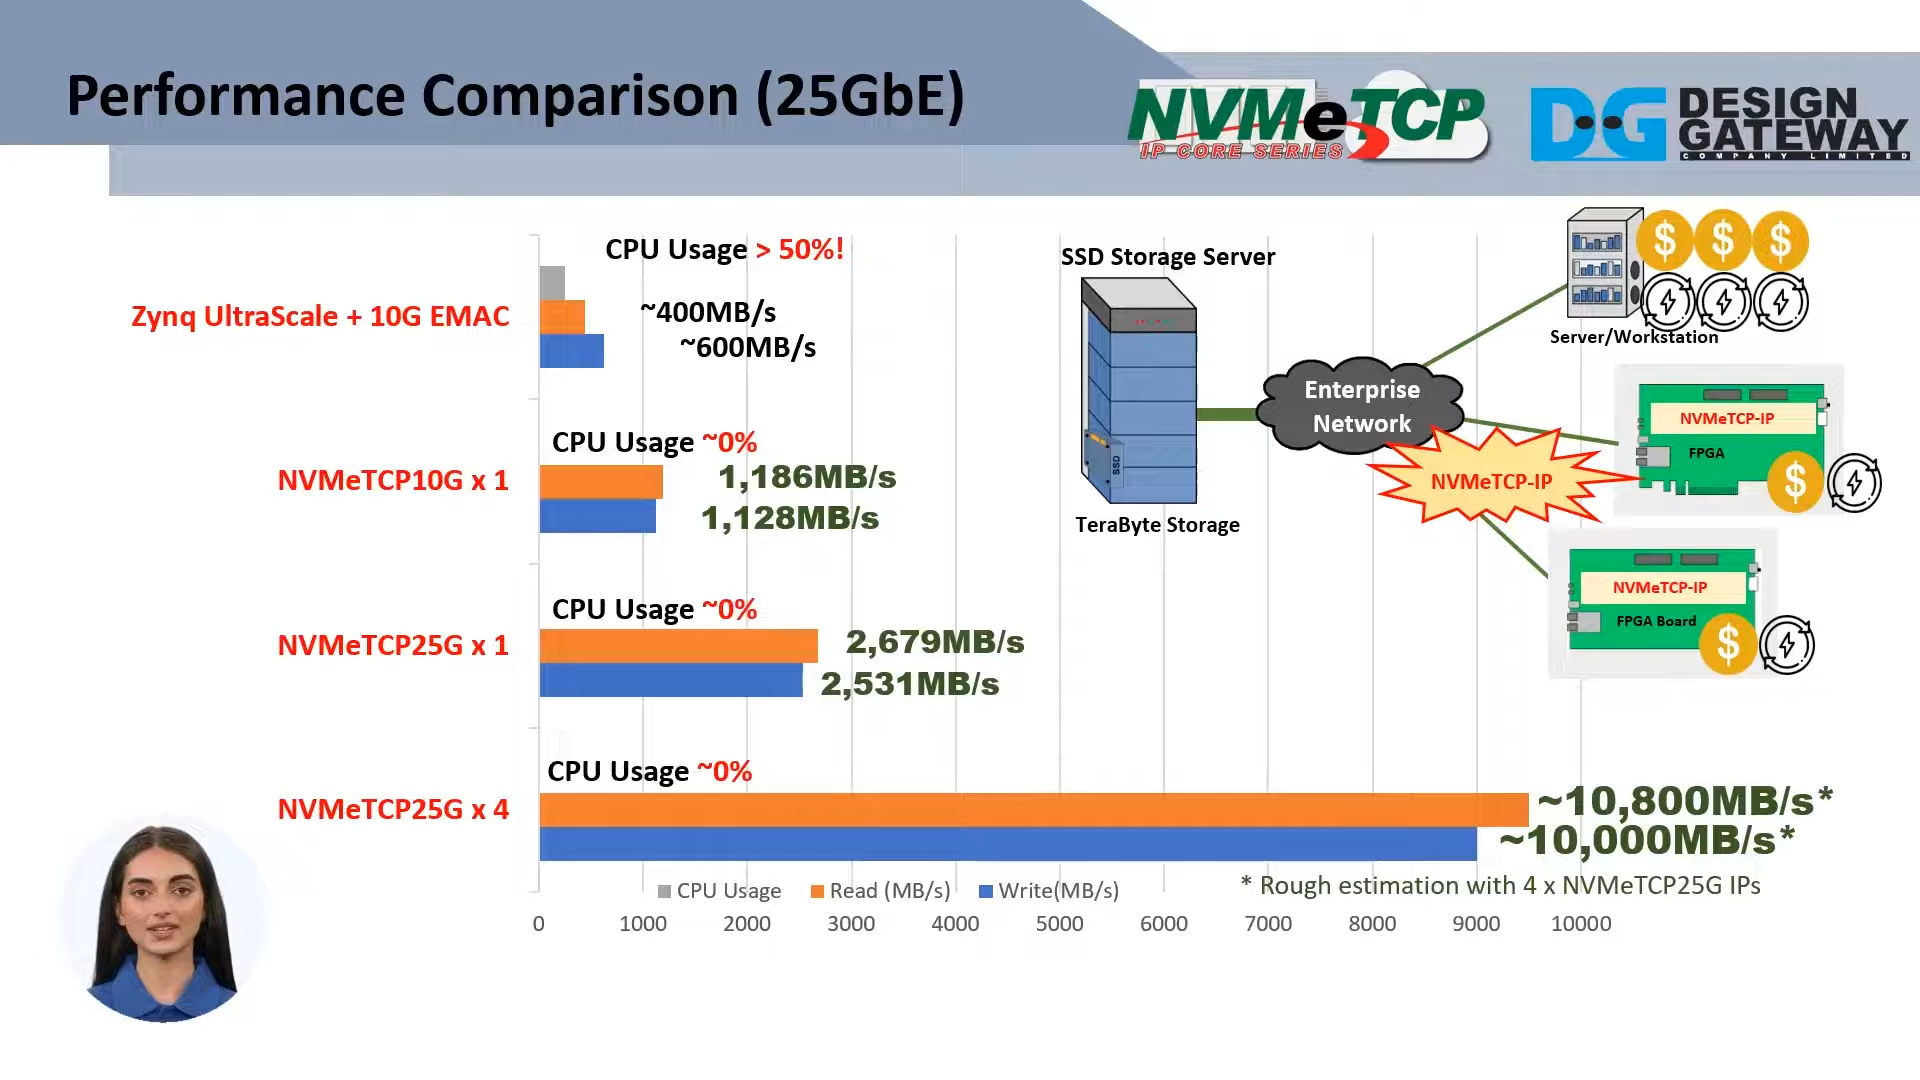 Performance Comparison (25GbE)
NVMeTCP
IP CORE SERIES
DG
DESIGN
GATEWAY
COMPANY LIMITED
CPU Usage > 50%!
Zynq UltraScale + 10G EMAC
~400MB/s
~600MB/s
CPU Usage ~0%
NVMeTCP10G x 1
1,186MB/s
1,128MB/s
CPU Usage ~0%
NVMeTCP25G x 1
2,679MB/s
2,531MB/s
CPU Usage ~0%
NVMeTCP25G x 4
~10,800MB/s*
~10,000MB/s*
CPU Usage
Read (MB/s)
Write(MB/s)
* Rough estimation with 4 x NVMeTCP25G IPs
0 1000 2000 3000 4000 5000 6000 7000 8000 9000 10000
SSD Storage Server
SSD
TeraByte Storage
Enterprise
Network
$ $ $
Server/Workstation
NVMeTCP-IP
NVMeTCP-IP
FPGA
$
NVMeTCP-IP
FPGA Board
$